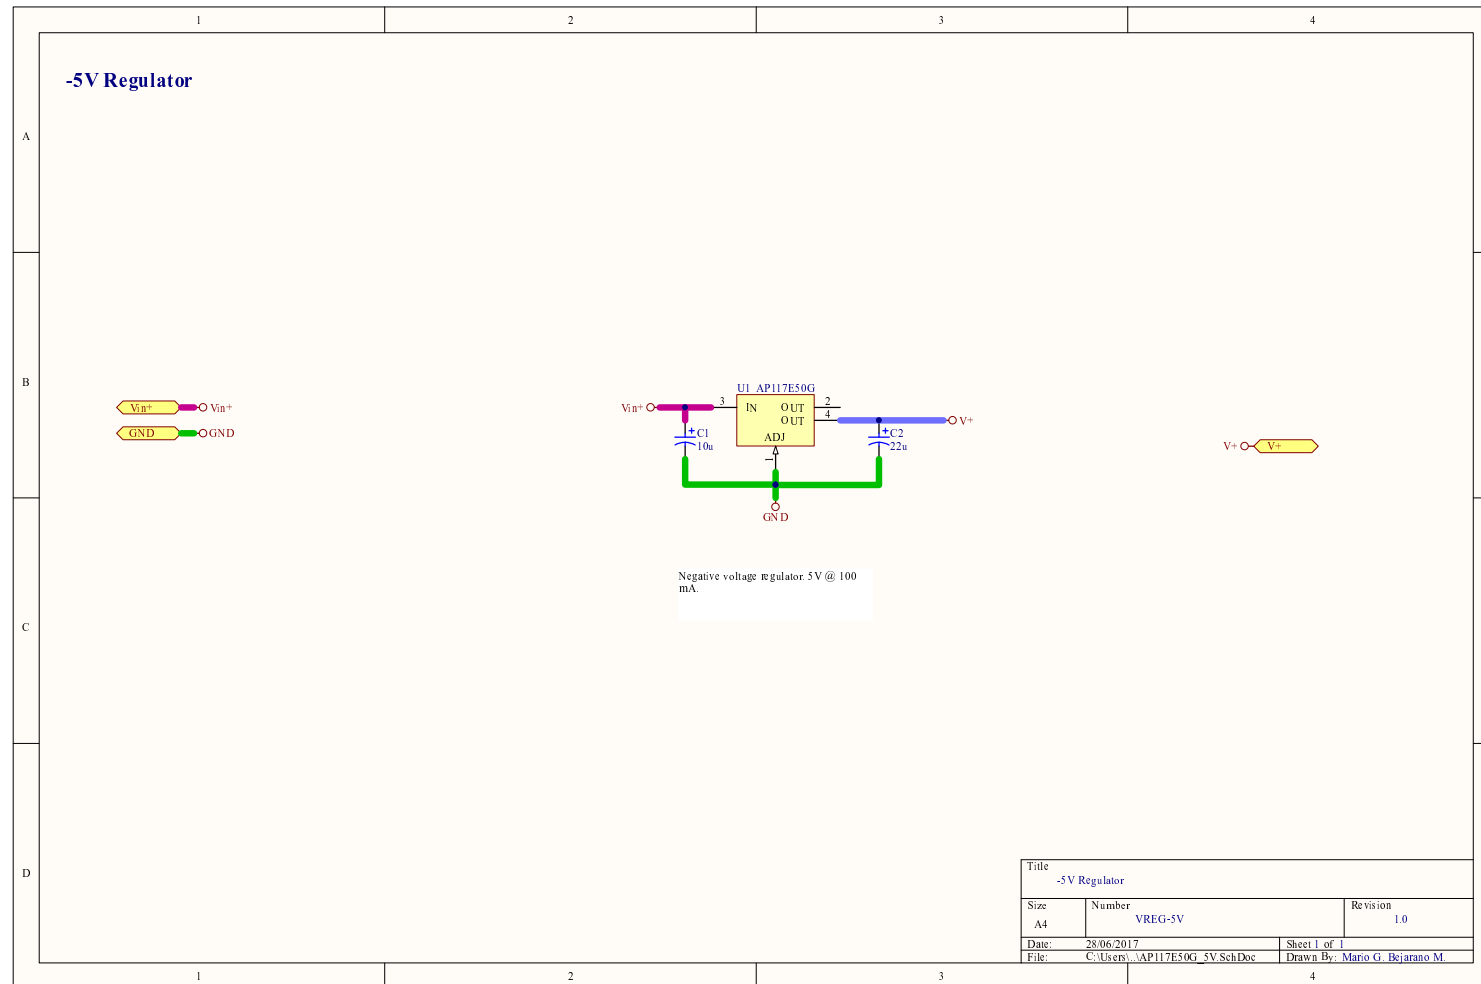 1 2 3 4
-5V Regulator
A
B
C
D
Vin+ Vin+
GND GND
U1 AP117E50G
Vin+ 3 IN OUT 2
OUT 4 V+
ADJ
1
+ C1
10u
+ C2
22u
GND
V+ V+
Negative voltage regulator. 5V @ 100
mA.
Title
-5V Regulator
Size Number Revision
A4 VREG-5V 1.0
Date: 28/06/2017 Sheet 1 of 1
File: C:\Users\..\AP117E50G_5V.SchDoc Drawn By: Mario G. Bejarano M.
1 2 3 4